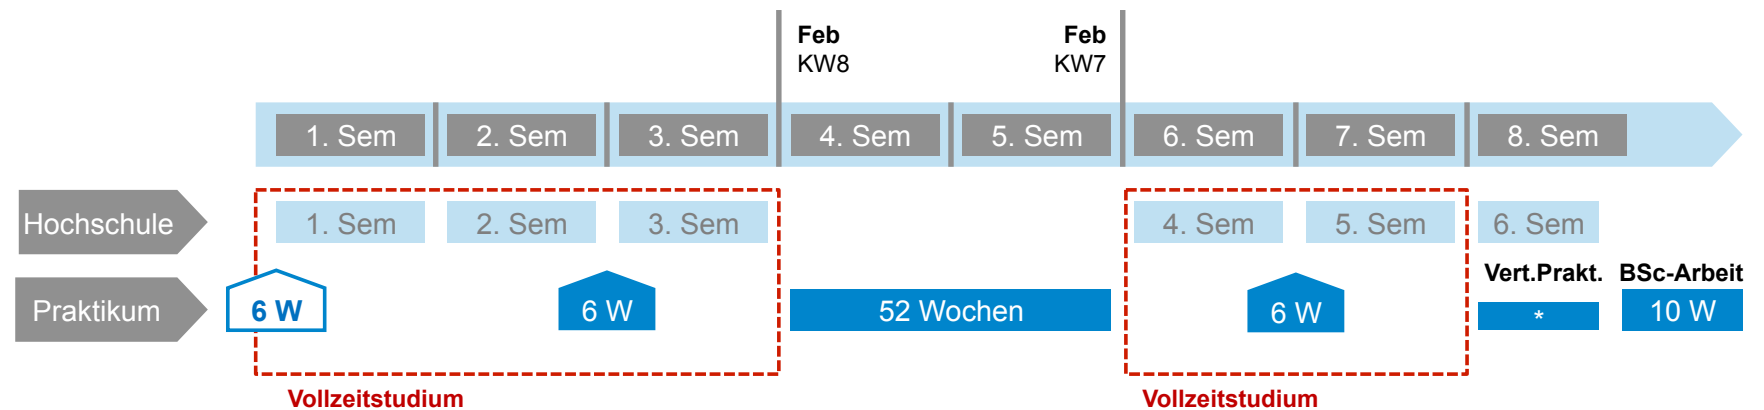 Feb
KW8
Feb
KW7
1. Sem 2. Sem 3. Sem 4. Sem 5. Sem 6. Sem 7. Sem 8. Sem
Hochschule 1. Sem 2. Sem 3. Sem 4. Sem 5. Sem 6. Sem
Vert.Prakt. BSc-Arbeit
Praktikum 6 W 6 W 52 Wochen 6 W * 10 W
Vollzeitstudium Vollzeitstudium